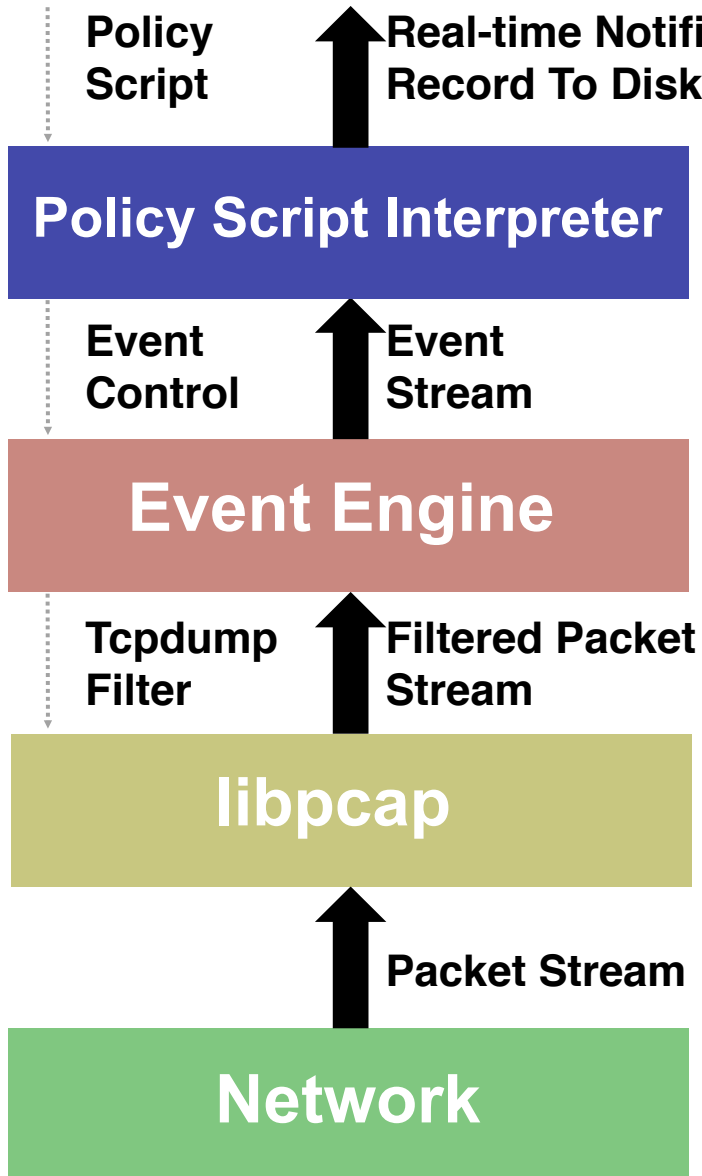 Policy
Script
Real-time Notifi
Record To Disk
Policy Script Interpreter
Event
Control
Event
Stream
Event Engine
Tcpdump
Filter
Filtered Packet
Stream
libpcap
Packet Stream
Network